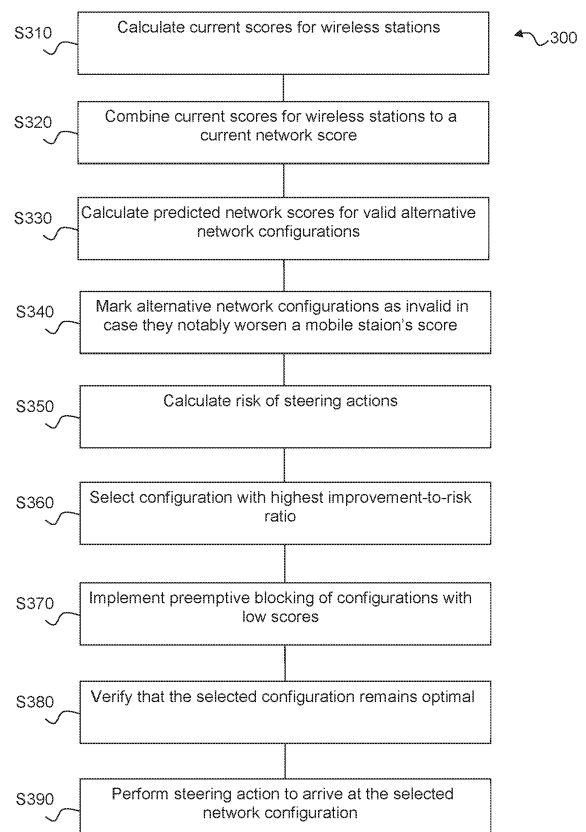 S310
Calculate current scores for wireless stations
300
S320
Combine current scores for wireless stations to a
current network score
S330
Calculate predicted network scores for valid alternative
network configurations
S340
Mark alternative network configurations as invalid in
case they notably worsen a mobile staion's score
S350
Calculate risk of steering actions
S360
Select configuration with highest improvement-to-risk
ratio
S370
Implement preemptive blocking of configurations with
low scores
S380
Verify that the selected configuration remains optimal
S390
Perform steering action to arrive at the selected
network configuration